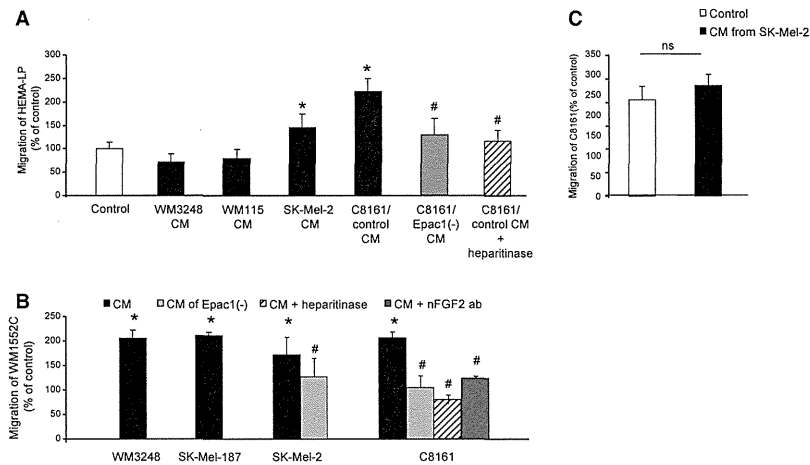 A
Migration of HEMA-LP
(% of control)
300
250
200
150
100
50
0
*
*
#
#
Control
WM3248
CM
WM115
CM
SK-Mel-2
CM
C8161/
control
CM
C8161/
Epac1(-)
CM
C8161/
control CM
+
heparitinase
C
Control
CM from SK-Mel-2
Migration of C8161(% of control)
350
300
250
200
250
100
50
0
ns
B
CM
CM of Epac1(-)
CM + heparitinase
CM + nFGF2 ab
Migration of WM1552C
(% of control)
250
200
150
100
50
0
*
*
*
#
*
#
#
#
WM3248
SK-Mel-187
SK-Mel-2
C8161